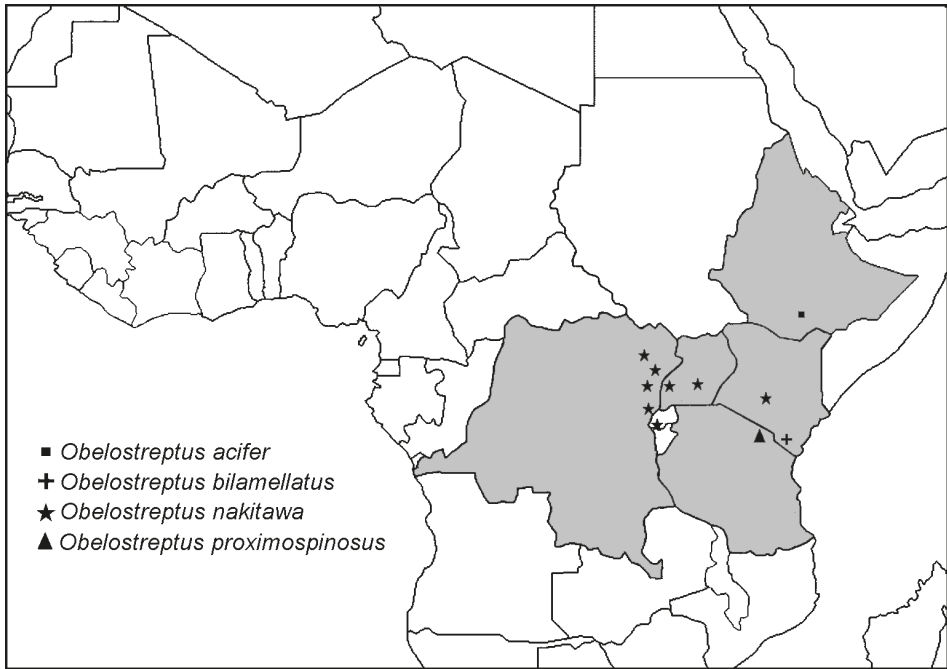 Obelostreptus acifer
Obelostreptus bilamellatus
Obelostreptus nakitawa
Obelostreptus proximospinosus